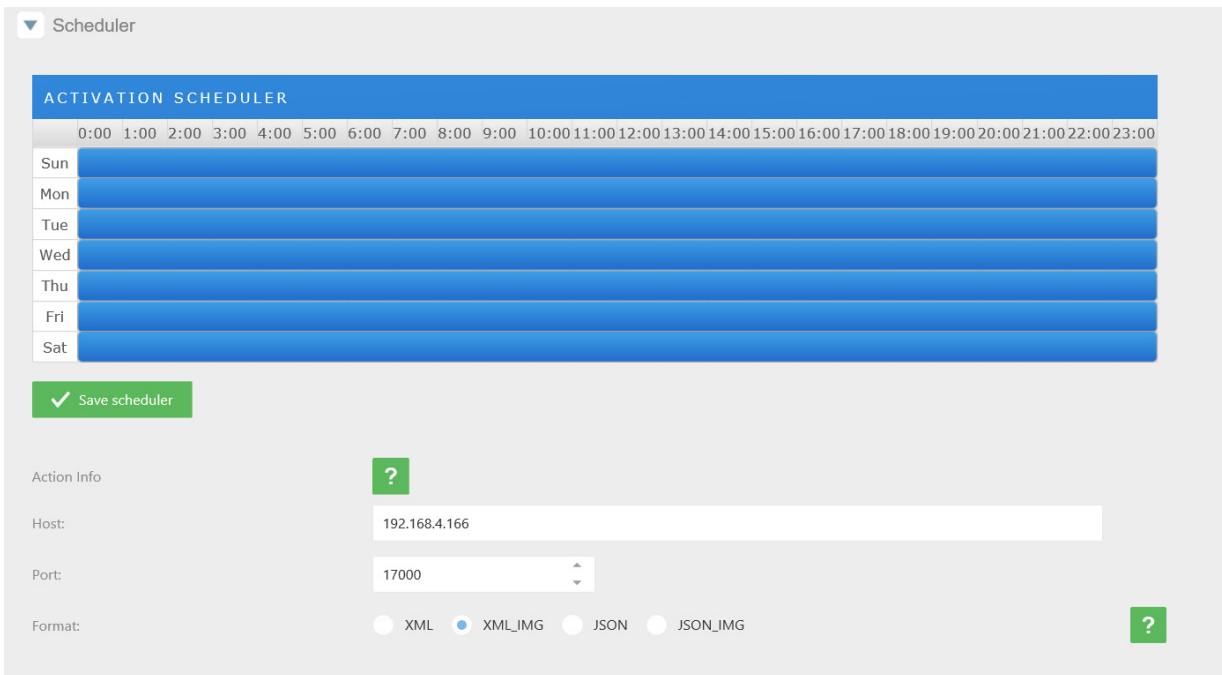 Scheduler
ACTIVATION SCHEDULER
0:00 1:00 2:00 3:00 4:00 5:00 6:00 7:00 8:00 9:00 10:00 11:00 12:00 13:00 14:00 15:00 16:00 17:00 18:00 19:00 20:00 21:00 22:00 23:00
Sun
Mon
Tue
Wed
Thu
Fri
Sat
Save scheduler
Action Info ?
Host: 192.168.4.166
Port: 17000
Format: XML XML_IMG JSON JSON_IMG ?